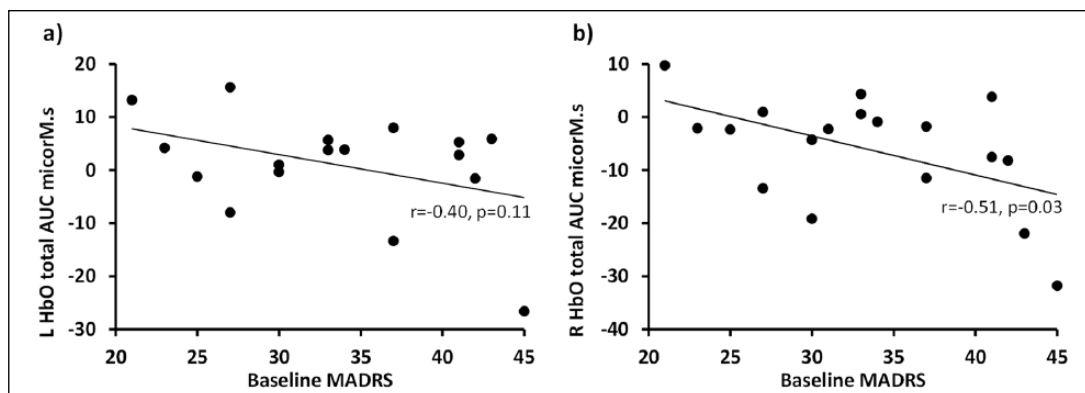 a)
L HbO total AUC micorM.s
20
10
0
-10
-20
-30
20 25 30 35 40 45
Baseline MADRS
r=-0.40, p=0.11
b)
R HbO total AUC micorM.s
10
0
-10
-20
-30
-40
20 25 30 35 40 45
Baseline MADRS
r=-0.51, p=0.03